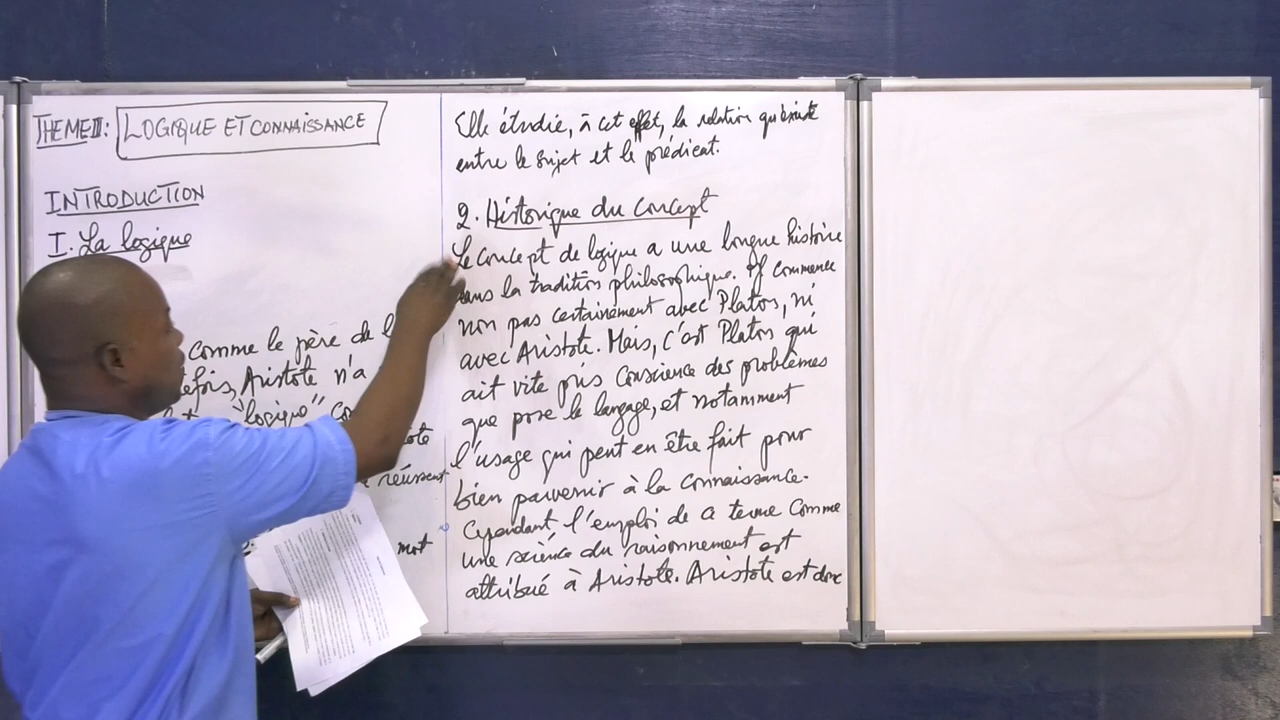 THEME II: LOGIQUE ET CONNAISSANCE
INTRODUCTION
I. La logique
comme le père de l
tefois, Aristote n'a
"logique" co
ote
réussent
mot
Elle étudie, à cet effet, la relation qu'existe
entre le sujet et le prédicat.
2. Historique du concept
Le concept de logique a une longue histoire
dans la tradition philosophique. Il commence
non pas certainement avec Platon, ni
avec Aristote. Mais, c'est Platon qui
ait vite pris conscience des problèmes
que pose le langage, et notamment
l'usage qui peut en être fait pour
bien parvenir à la connaissance.
Cependant l'emploi de ce terme comme
une science du raisonnement est
attribué à Aristote. Aristote est donc